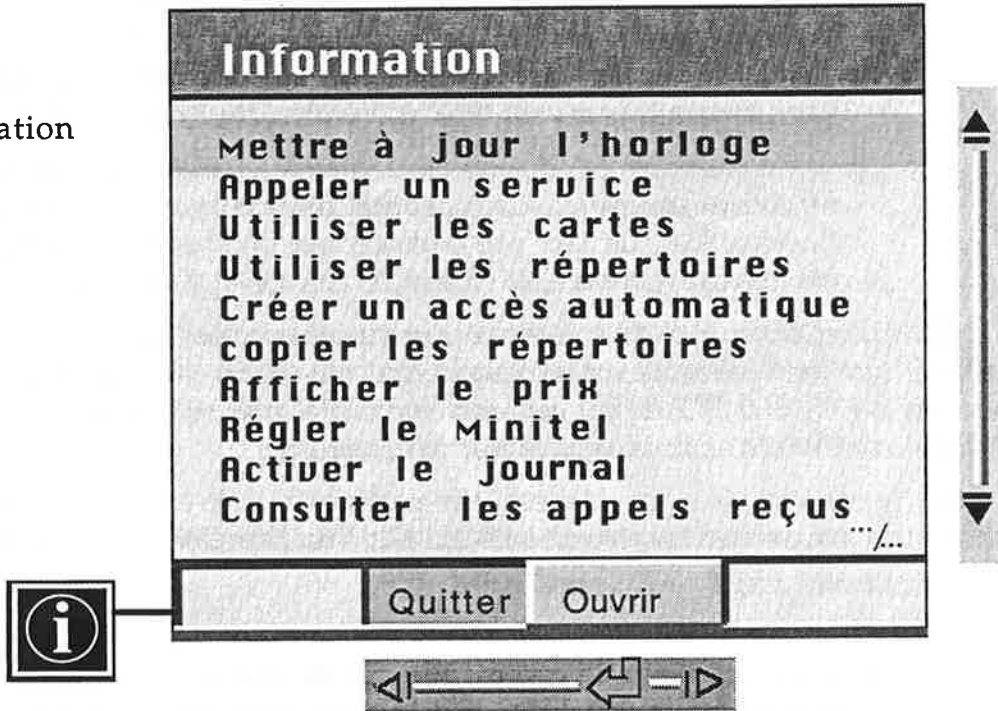 Information
ation
Mettre à jour l'horloge
Appeler un service
Utiliser les cartes
Utiliser les répertoires
Créer un accès automatique
copier les répertoires
Afficher le prix
Régler le Minitel
Activer le journal
Consulter les appels reçus
.../...
Quitter Ouvrir
i